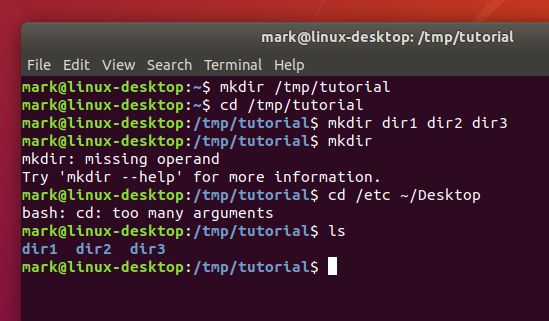 mark@linux-desktop: /tmp/tutorial
File Edit View Search Terminal Help
mark@linux-desktop:~$ mkdir /tmp/tutorial
mark@linux-desktop:~$ cd /tmp/tutorial
mark@linux-desktop:/tmp/tutorial$ mkdir dir1 dir2 dir3
mark@linux-desktop:/tmp/tutorial$ mkdir
mkdir: missing operand
Try 'mkdir --help' for more information.
mark@linux-desktop:/tmp/tutorial$ cd /etc ~/Desktop
bash: cd: too many arguments
mark@linux-desktop:/tmp/tutorial$ ls
dir1  dir2  dir3
mark@linux-desktop:/tmp/tutorial$